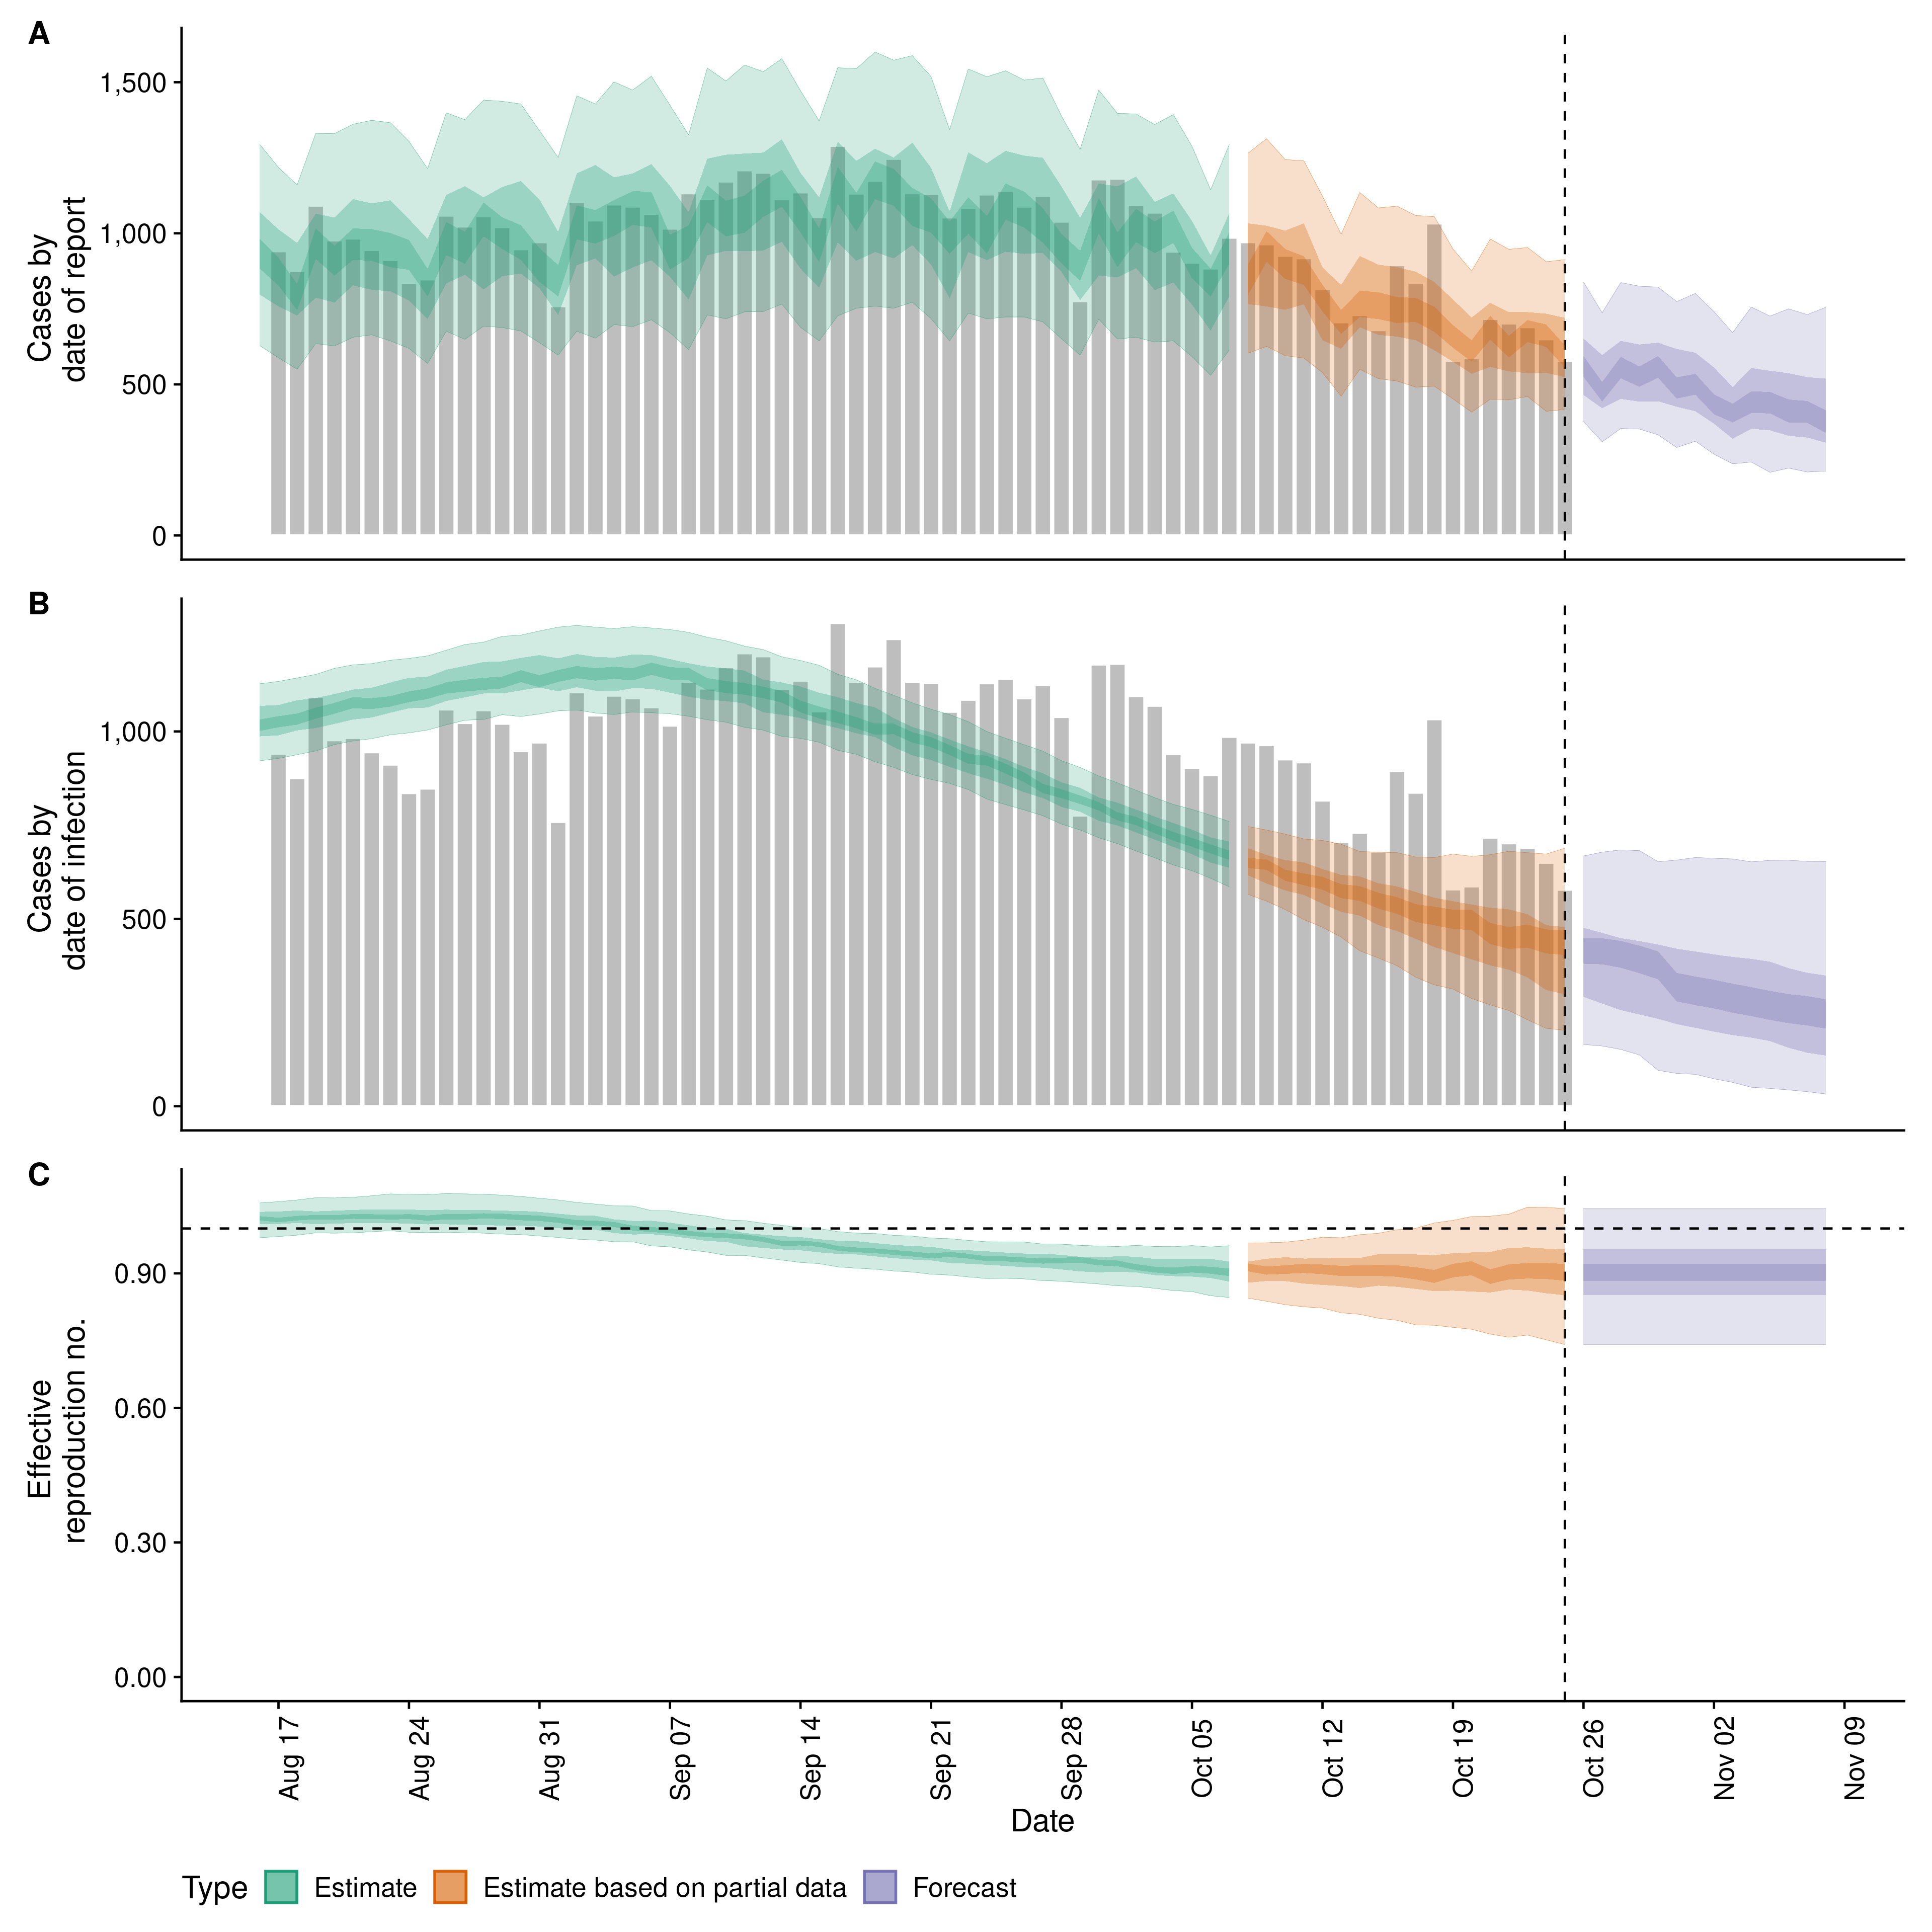 A
Cases by
date of report
1,500
1,000
500
0
B
Cases by
date of infection
1,000
500
0
C
Effective
reproduction no.
0.90
0.60
0.30
0.00
Aug 17
Aug 24
Aug 31
Sep 07
Sep 14
Sep 21
Sep 28
Oct 05
Oct 12
Oct 19
Oct 26
Nov 02
Nov 09
Date
Type Estimate Estimate based on partial data Forecast